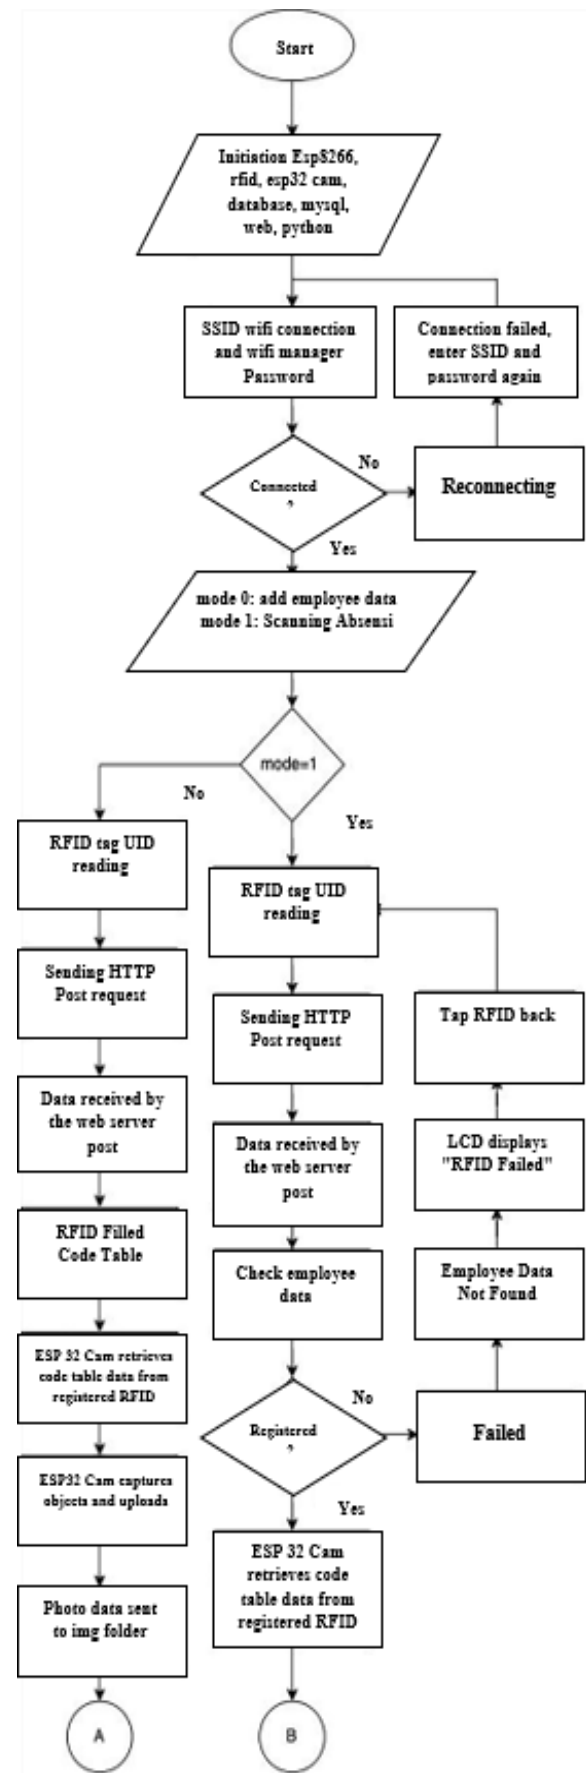 Start
Initiation Esp8266,
rfid, esp32 cam,
database, mysql,
web, python
SSID wifi connection
and wifi manager
Password
Connection failed,
enter SSID and
password again
Connected
?
No
Reconnecting
Yes
mode 0: add employee data
mode 1: Scanning Absensi
mode=1
No
Yes
RFID tag UID
reading
Sending HTTP
Post request
Data received by
the web server
post
RFID Filled
Code Table
ESP 32 Cam retrieves
code table data from
registered RFID
ESP32 Cam captures
objects and uploads
Photo data sent
to img folder
A
RFID tag UID
reading
Sending HTTP
Post request
Data received by
the web server
post
Check employee
data
Registered
?
No
Failed
Employee Data
Not Found
LCD displays
"RFID Failed"
Tap RFID back
Yes
ESP 32 Cam
retrieves code
table data from
registered RFID
B